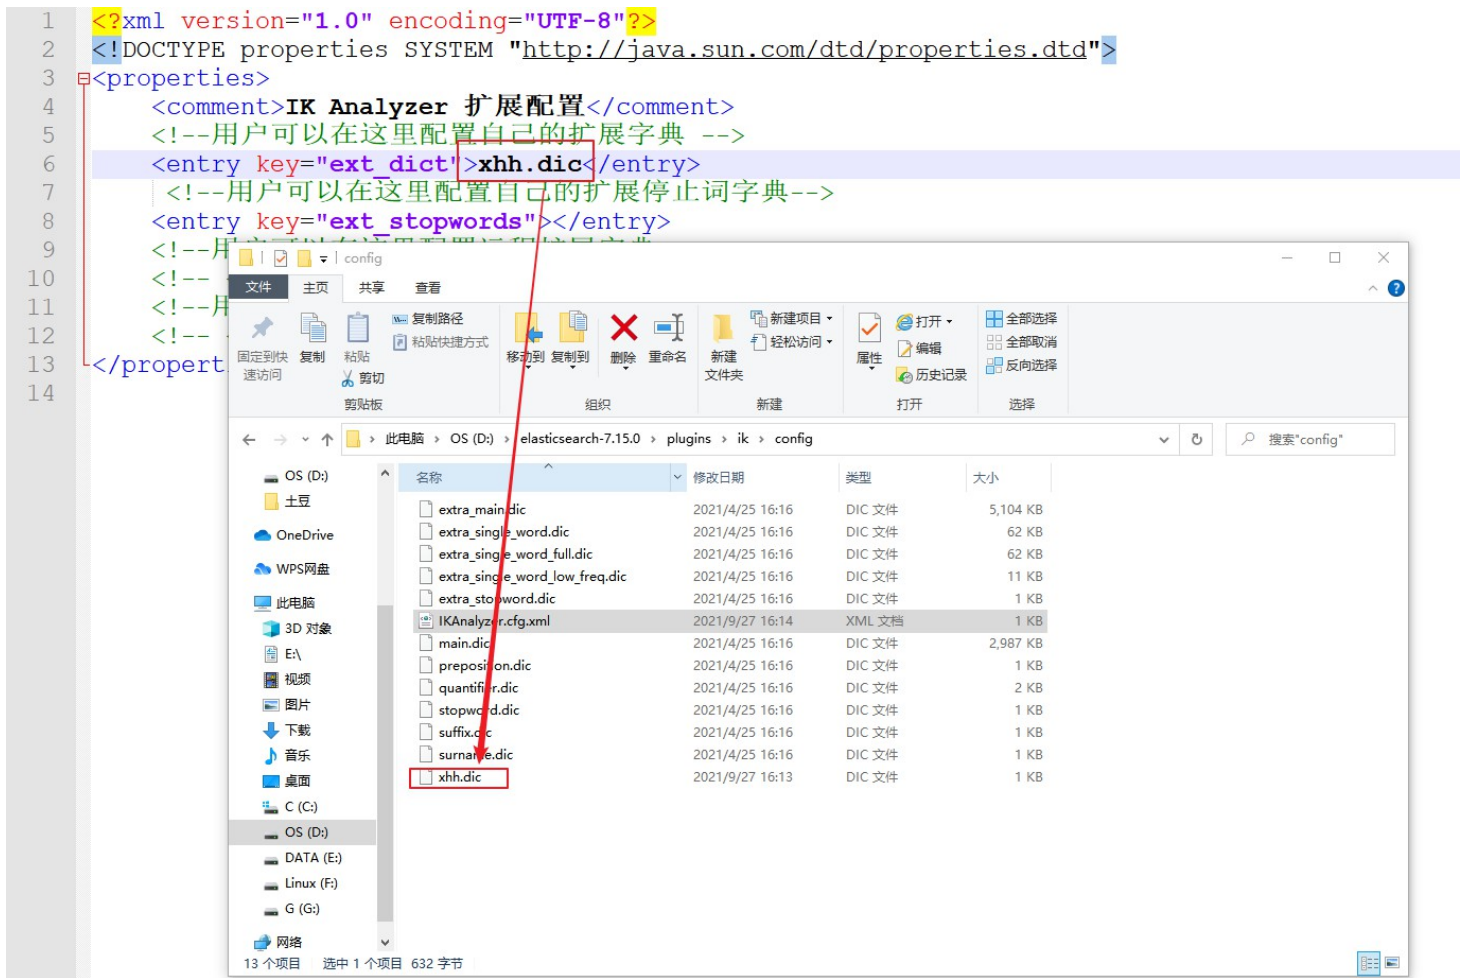 1 <?xml version="1.0" encoding="UTF-8"?>
2 <!DOCTYPE properties SYSTEM "http://java.sun.com/dtd/properties.dtd">
3 <properties>
4 <comment>IK Analyzer 扩展配置</comment>
5 <!--用户可以在这里配置自己的扩展字典 -->
6 <entry key="ext_dict">xhh.dic</entry>
7 <!--用户可以在这里配置自己的扩展停止词字典-->
8 <entry key="ext_stopwords"></entry>
9 <!--用户可以在这里配置远程扩展字典
10 <!--
11 <!--用
12 <!--
13 </propert
14
config
文件 主页 共享 查看
固定到快速访问 复制 粘贴 复制路径 粘贴快捷方式 剪切
移动到 复制到 删除 重命名
新建文件夹 新建项目 轻松访问
属性 打开 编辑 历史记录
全部选择 全部取消 反向选择
剪贴板 组织 新建 打开 选择
此电脑 › OS (D:) › elasticsearch-7.15.0 › plugins › ik › config
搜索"config"
名称 修改日期 类型 大小
OS (D:)
土豆
OneDrive
WPS网盘
此电脑
3D 对象
E:\
视频
图片
下载
音乐
桌面
C (C:)
OS (D:)
DATA (E:)
Linux (F:)
G (G:)
网络
extra_main.dic 2021/4/25 16:16 DIC 文件 5,104 KB
extra_single_word.dic 2021/4/25 16:16 DIC 文件 62 KB
extra_single_word_full.dic 2021/4/25 16:16 DIC 文件 62 KB
extra_single_word_low_freq.dic 2021/4/25 16:16 DIC 文件 11 KB
extra_stopword.dic 2021/4/25 16:16 DIC 文件 1 KB
IKAnalyzer.cfg.xml 2021/9/27 16:14 XML 文档 1 KB
main.dic 2021/4/25 16:16 DIC 文件 2,987 KB
preposition.dic 2021/4/25 16:16 DIC 文件 1 KB
quantifier.dic 2021/4/25 16:16 DIC 文件 2 KB
stopword.dic 2021/4/25 16:16 DIC 文件 1 KB
suffix.dic 2021/4/25 16:16 DIC 文件 1 KB
surname.dic 2021/4/25 16:16 DIC 文件 1 KB
xhh.dic 2021/9/27 16:13 DIC 文件 1 KB
13 个项目 选中 1 个项目 632 字节